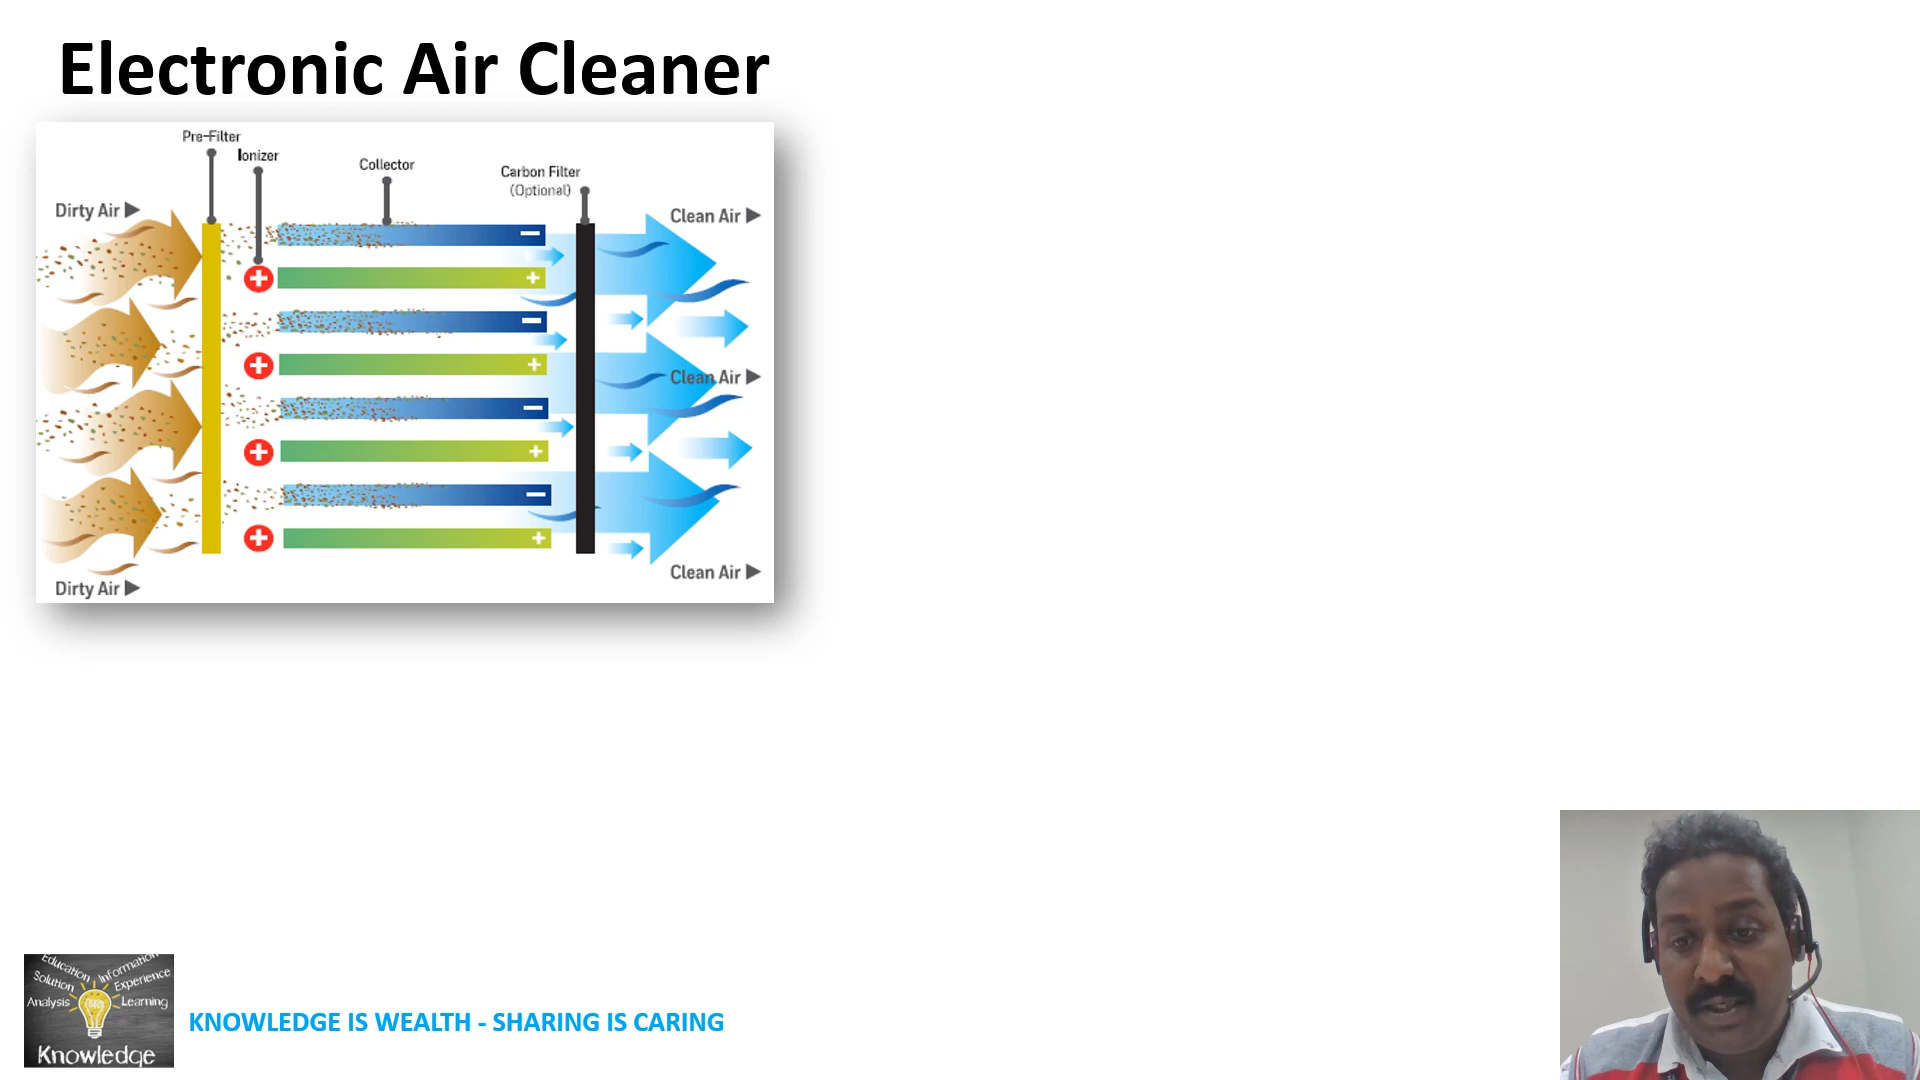 Electronic Air Cleaner
Pre-Filter
Ionizer
Collector
Carbon Filter
(Optional)
Dirty Air
Clean Air
Clean Air
Clean Air
Dirty Air
Education Information
Solution Experience
Analysis Learning
Knowledge
KNOWLEDGE IS WEALTH - SHARING IS CARING